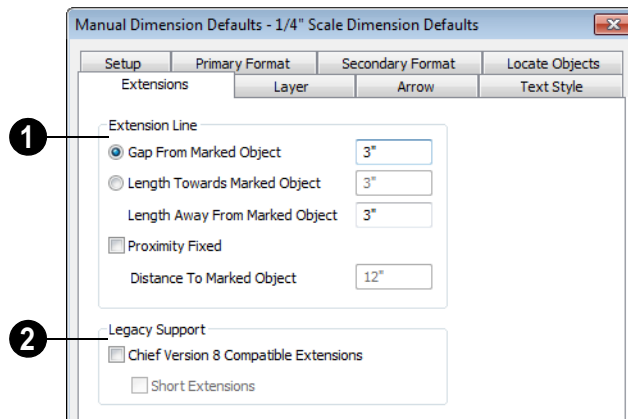 Manual Dimension Defaults - 1/4" Scale Dimension Defaults
Setup Primary Format Secondary Format Locate Objects
Extensions Layer Arrow Text Style
1
Extension Line
Gap From Marked Object 3"
Length Towards Marked Object 3"
Length Away From Marked Object 3"
Proximity Fixed
Distance To Marked Object 12"
2
Legacy Support
Chief Version 8 Compatible Extensions
Short Extensions